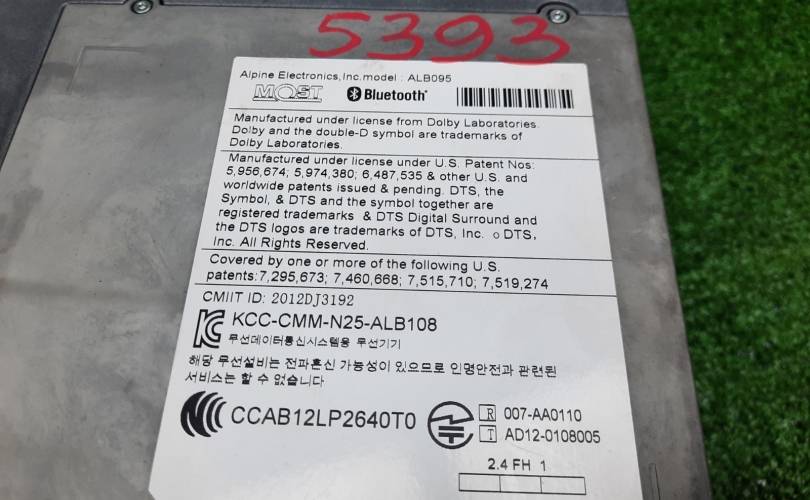 5393
Alpine Electronics,Inc.model : ALB095
MOST Bluetooth
Manufactured under license from Dolby Laboratories.
Dolby and the double-D symbol are trademarks of
Dolby Laboratories.
Manufactured under license under U.S. Patent Nos:
5,956,674; 5,974,380; 6,487,535 & other U.S. and
worldwide patents issued & pending. DTS, the
Symbol, & DTS and the symbol together are
registered trademarks & DTS Digital Surround and
the DTS logos are trademarks of DTS, Inc. o DTS,
Inc. All Rights Reserved.
Covered by one or more of the following U.S.
patents:7,295,673; 7,460,668; 7,515,710; 7,519,274
CMIIT ID: 2012DJ3192
KCC-CMM-N25-ALB108
무선데이터통신시스템용 무선기기
해당 무선설비는 전파혼신 가능성이 있으므로 인명안전과 관련된
서비스는 할 수 없습니다
CCAB12LP2640T0
R 007-AA0110
T AD12-0108005
2.4 FH 1